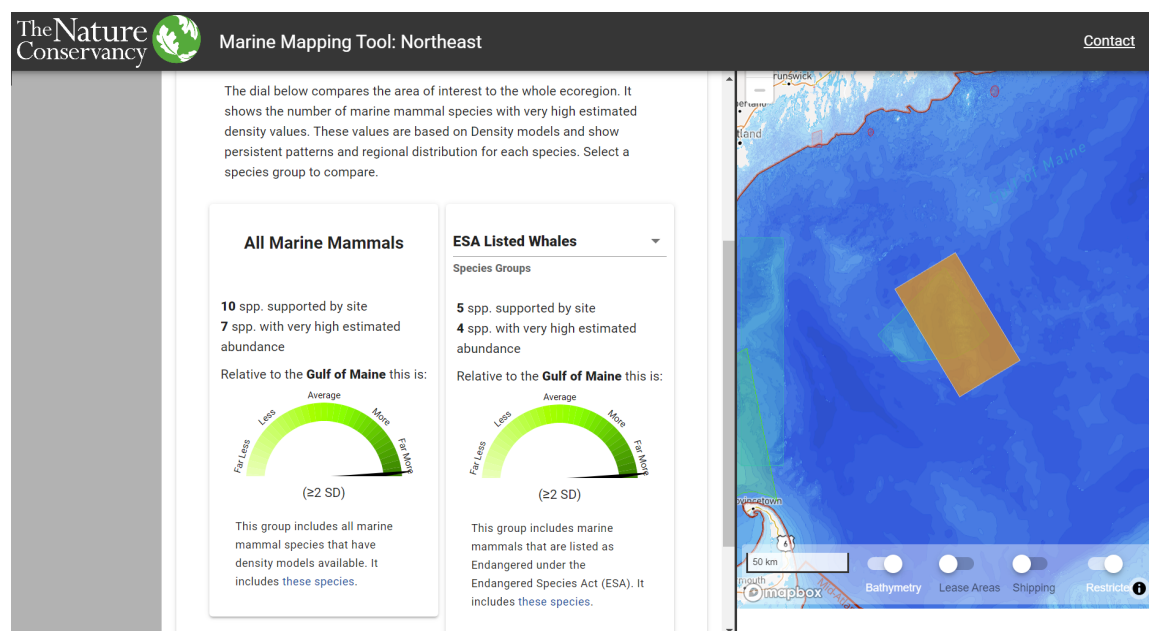 The Nature
Conservancy
Marine Mapping Tool: Northeast
Contact
The dial below compares the area of interest to the whole ecoregion. It
shows the number of marine mammal species with very high estimated
density values. These values are based on Density models and show
persistent patterns and regional distribution for each species. Select a
species group to compare.
All Marine Mammals
10 spp. supported by site
7 spp. with very high estimated
abundance
Relative to the Gulf of Maine this is:
Far Less
Less
Average
More
Far More
(≥2 SD)
This group includes all marine
mammal species that have
density models available. It
includes these species.
ESA Listed Whales
Species Groups
5 spp. supported by site
4 spp. with very high estimated
abundance
Relative to the Gulf of Maine this is:
Far Less
Less
Average
More
Far More
(≥2 SD)
This group includes marine
mammals that are listed as
Endangered under the
Endangered Species Act (ESA). It
includes these species.
runswick
tland
Maine
ovincetown
6
50 km
mouth
mapbox
Bathymetry
Lease Areas
Shipping
Restricte